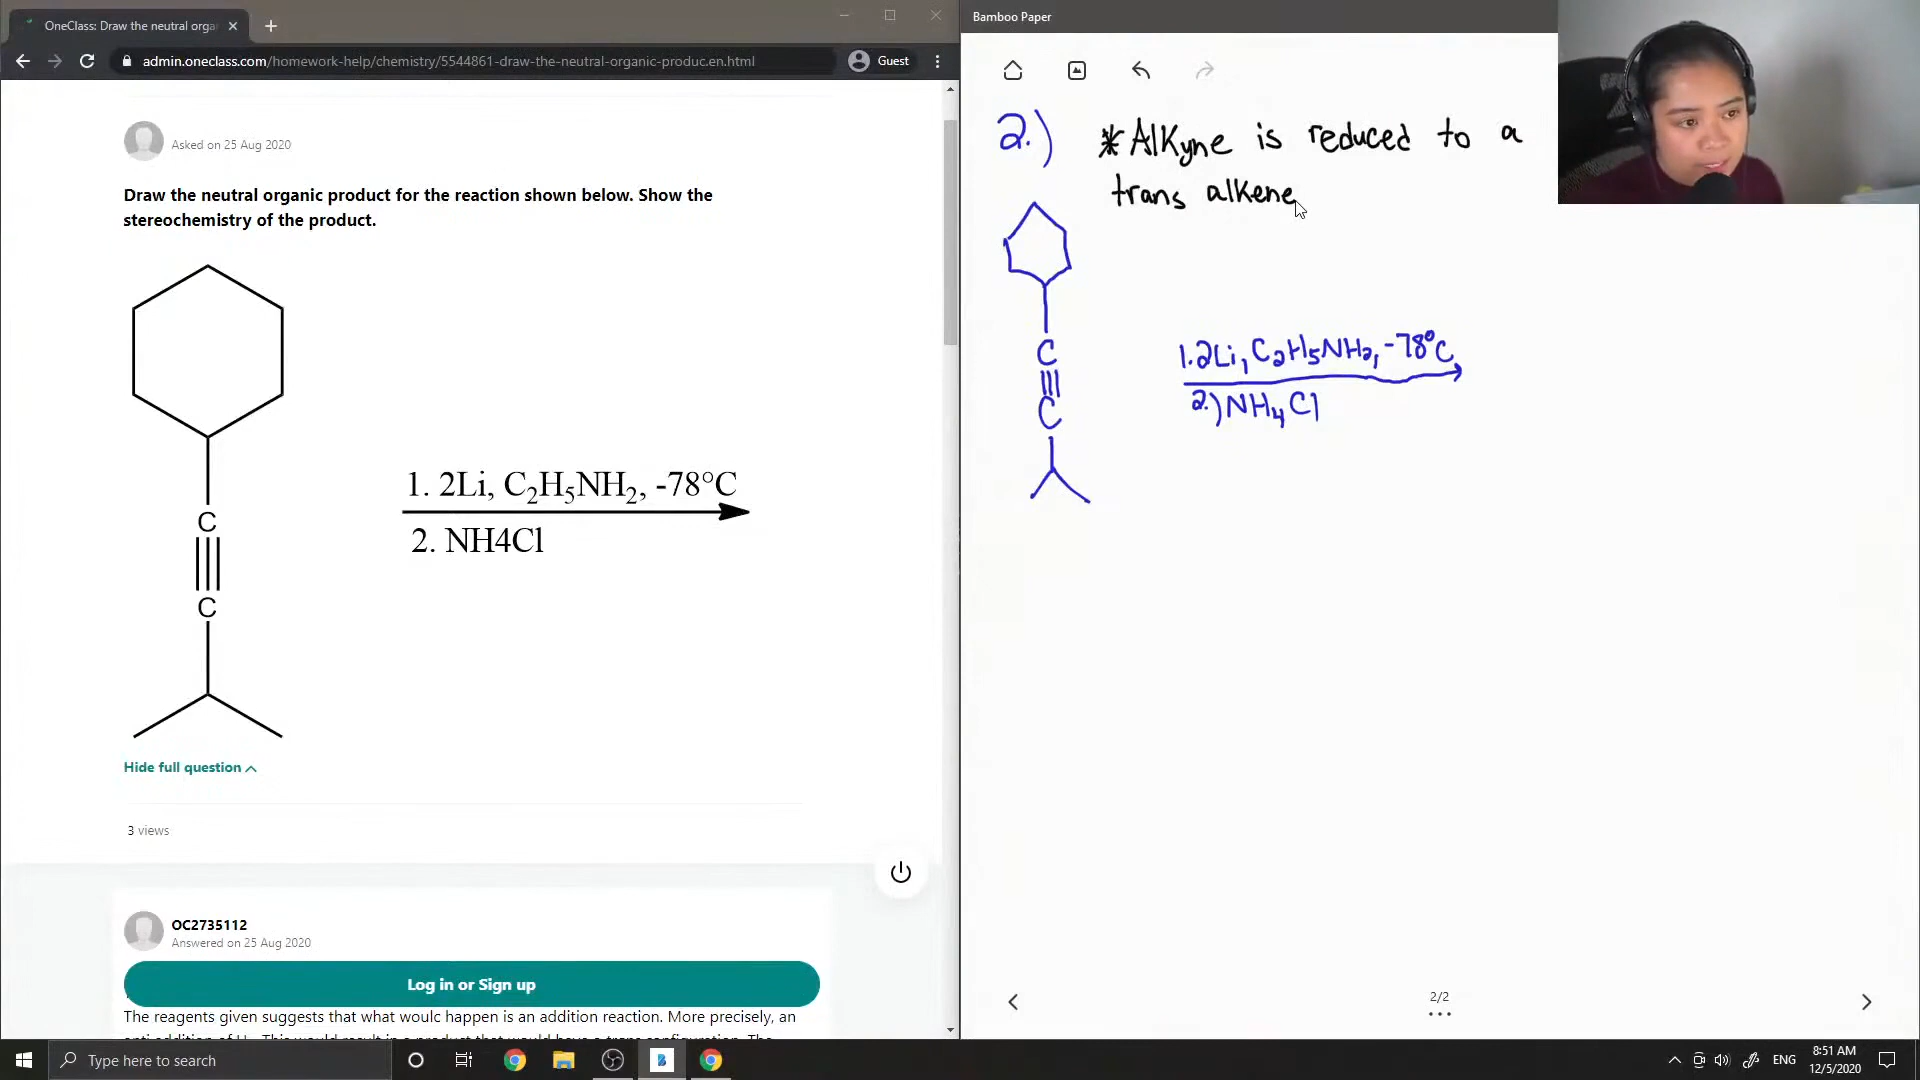 OneClass: Draw the neutral orga
admin.oneclass.com/homework-help/chemistry/5544861-draw-the-neutral-organic-produc.en.html
Guest
Asked on 25 Aug 2020
Draw the neutral organic product for the reaction shown below. Show the
stereochemistry of the product.
1. 2Li, C₂H₅NH₂, -78°C
2. NH4Cl
C
C
Hide full question
3 views
OC2735112
Answered on 25 Aug 2020
Log in or Sign up
The reagents given suggests that what would happen is an addition reaction. More precisely, an
Bamboo Paper
2.) *Alkyne is reduced to a
trans alkene
C
C
1. 2Li, C₂H₅NH₂, -78°C
2.) NH₄Cl
2/2
Type here to search
B
ENG
8:51 AM
12/5/2020